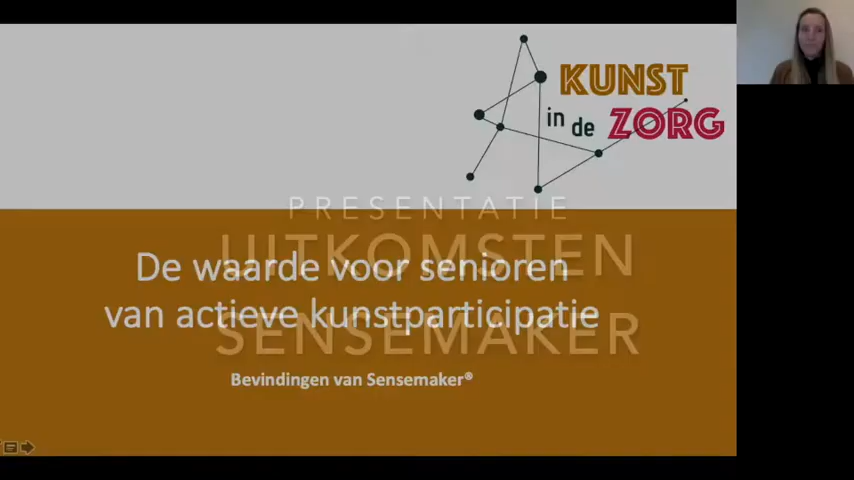 KUNST
in de ZORG
PRESENTATIE
UITKOMSTEN
SENSEMAKER
De waarde voor senioren
van actieve kunstparticipatie
Bevindingen van Sensemaker®